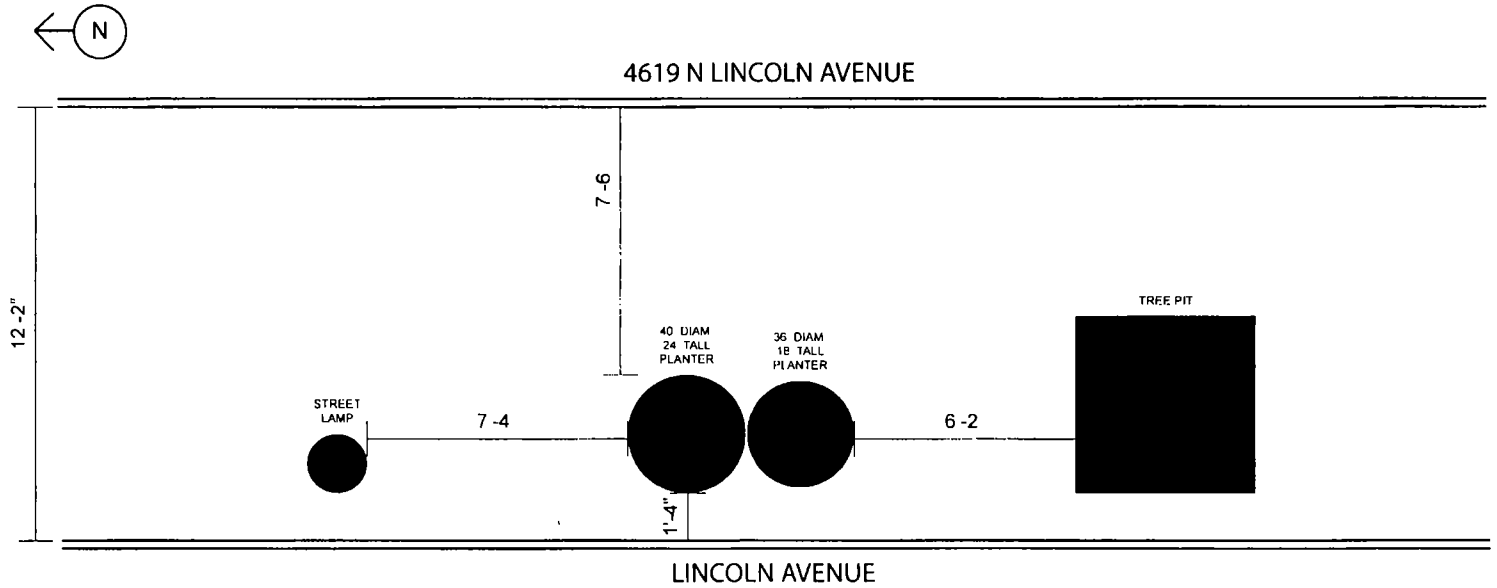 N
4619 N LINCOLN AVENUE
7 -6
12 -2"
TREE PIT
40 DIAM
24 TALL
PLANTER
36 DIAM
18 TALL
PLANTER
STREET
LAMP
7 -4
6 -2
1'-4"
LINCOLN AVENUE